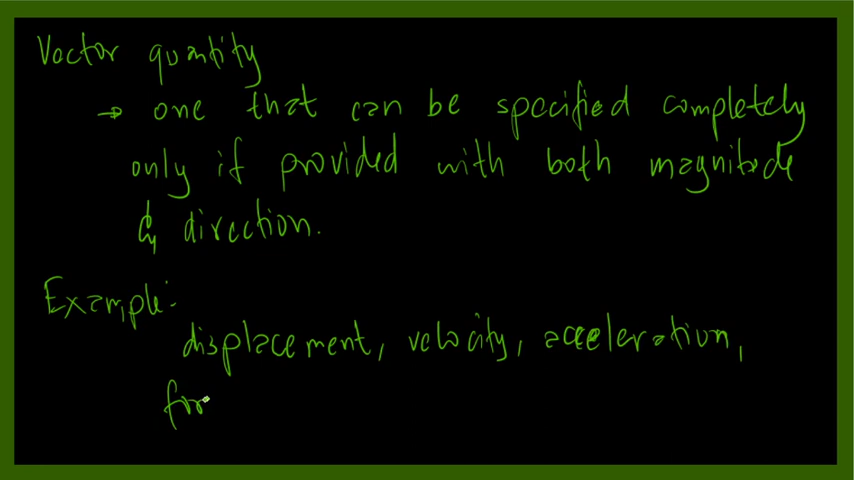 Vector quantity
→ one that can be specified completely
only if provided with both magnitude
& direction.
Example:
displacement, velocity, acceleration,
for